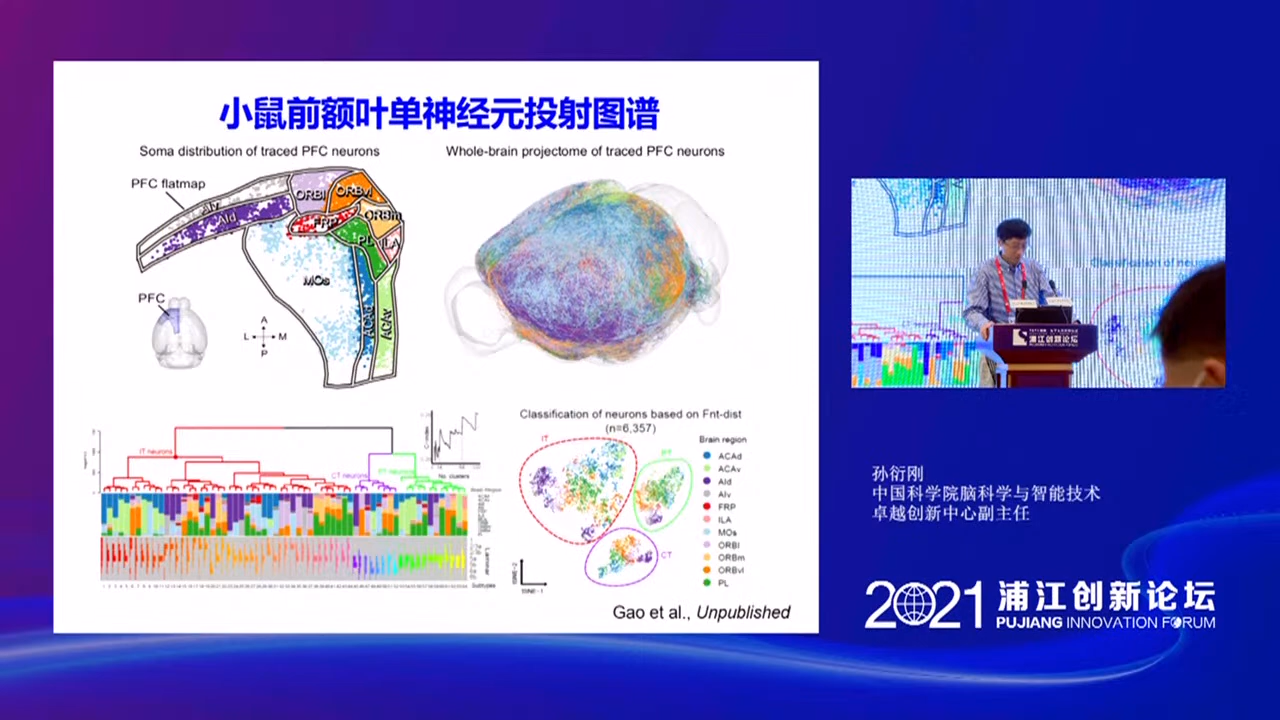 小鼠前额叶单神经元投射图谱
Soma distribution of traced PFC neurons
Whole-brain projectome of traced PFC neurons
PFC flatmap
AIv
AId
ORBl
ORBvl
FRP
ORBm
PL
ILA
MOs
ACAd
ACAv
PFC
A
L
M
P
IT neurons
CT neurons
No. clusters
Subtypes
Classification of neurons based on Fnt-dist
(n=6,357)
IT
PT
CT
Brain region
ACAd
ACAv
AId
AIv
FRP
ILA
MOs
ORBl
ORBm
ORBvl
PL
Gao et al., Unpublished
Classification of neu
浦江创新论坛
孙衍刚
中国科学院脑科学与智能技术
卓越创新中心副主任
2021 浦江创新论坛
PUJIANG INNOVATION FORUM